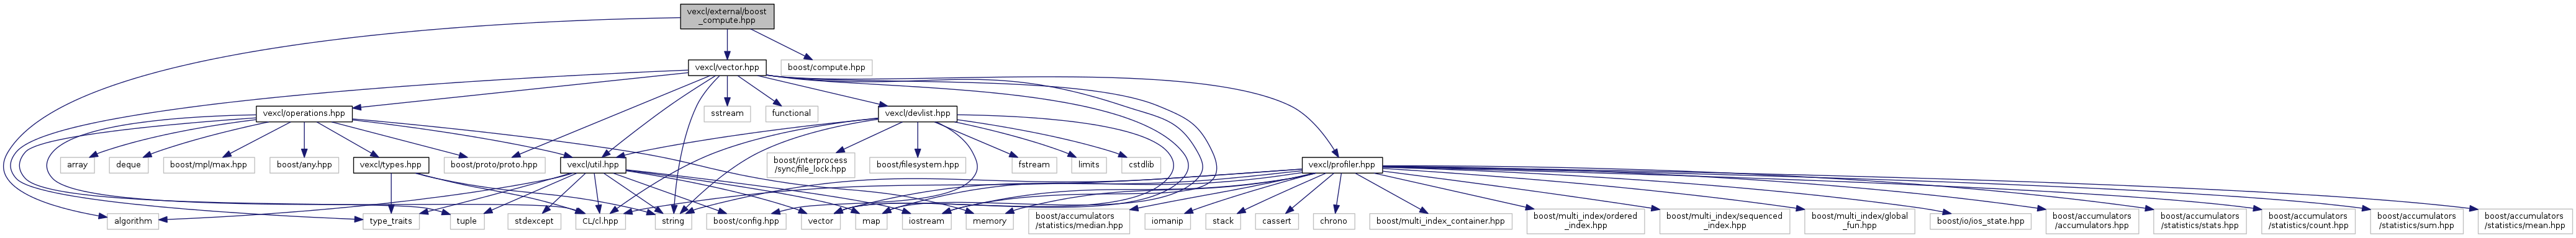 vexcl/external/boost
_compute.hpp
vexcl/vector.hpp
boost/compute.hpp
vexcl/operations.hpp
sstream
functional
vexcl/devlist.hpp
array
deque
boost/mpl/max.hpp
boost/any.hpp
vexcl/types.hpp
boost/proto/proto.hpp
vexcl/util.hpp
boost/interprocess
/sync/file_lock.hpp
boost/filesystem.hpp
fstream
limits
cstdlib
vexcl/profiler.hpp
algorithm
type_traits
tuple
stdexcept
CL/cl.hpp
string
boost/config.hpp
vector
map
iostream
memory
boost/accumulators
/statistics/median.hpp
iomanip
stack
cassert
chrono
boost/multi_index_container.hpp
boost/multi_index/ordered
_index.hpp
boost/multi_index/sequenced
_index.hpp
boost/multi_index/global
_fun.hpp
boost/io/ios_state.hpp
boost/accumulators
/accumulators.hpp
boost/accumulators
/statistics/stats.hpp
boost/accumulators
/statistics/count.hpp
boost/accumulators
/statistics/sum.hpp
boost/accumulators
/statistics/mean.hpp